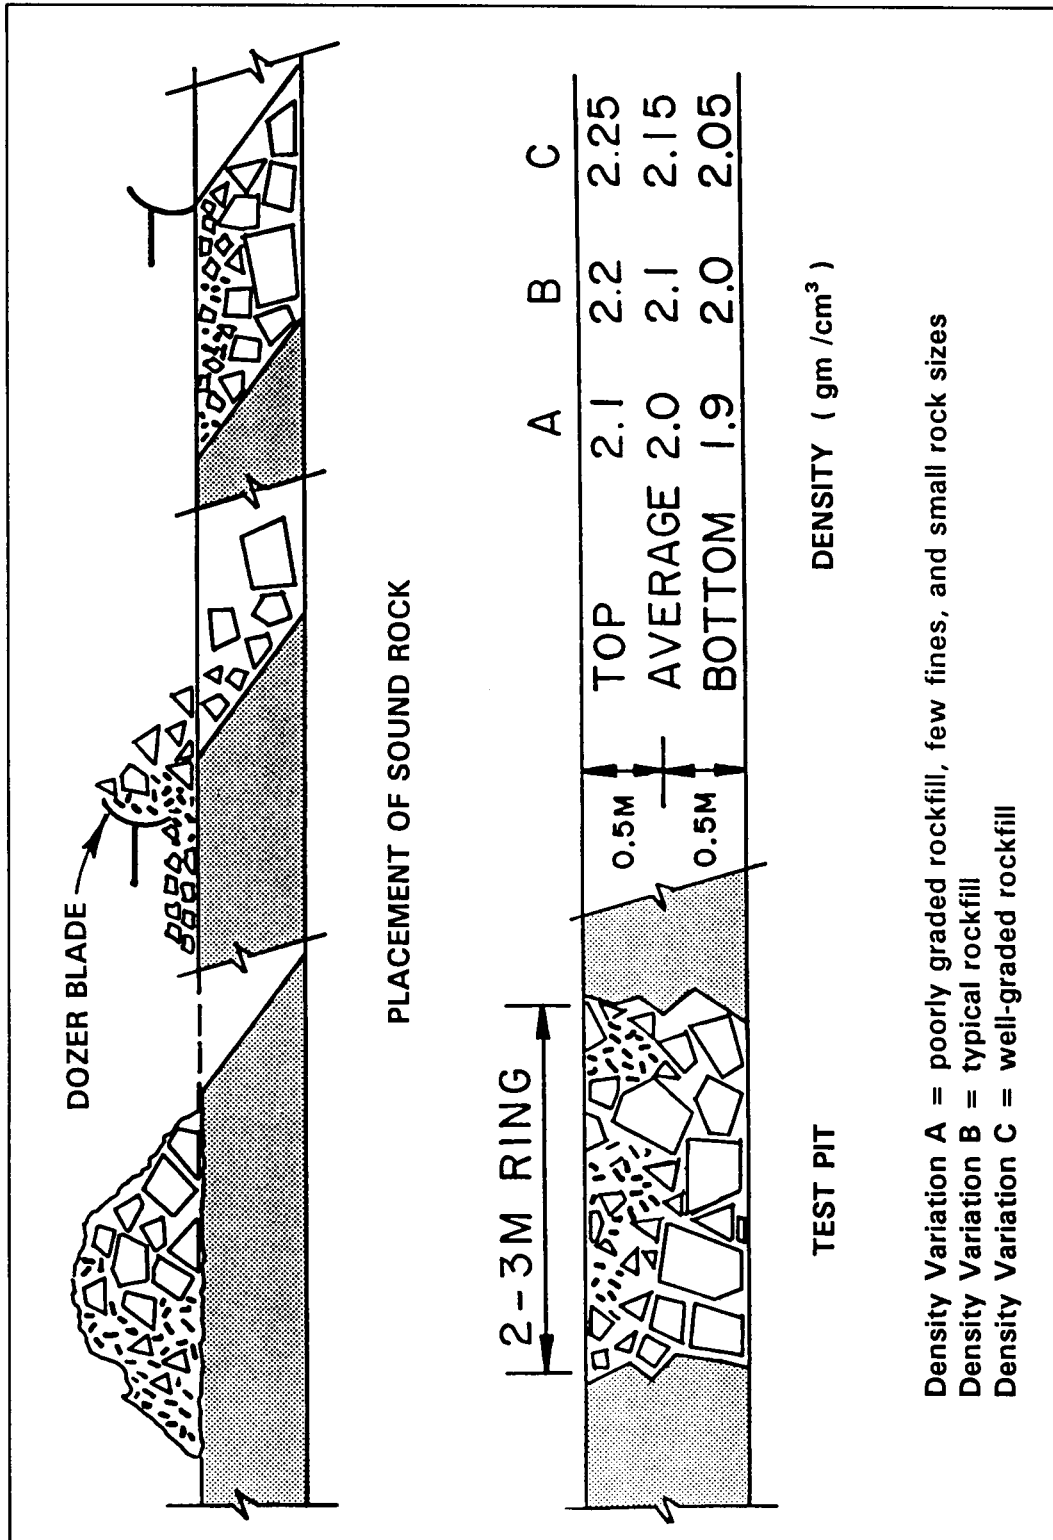 DOZER BLADE
PLACEMENT OF SOUND ROCK
2-3M RING
TEST PIT
0.5M
0.5M
A B C
TOP 2.1 2.2 2.25
AVERAGE 2.0 2.1 2.15
BOTTOM 1.9 2.0 2.05
DENSITY ( gm /cm³ )
Density Variation A = poorly graded rockfill, few fines, and small rock sizes
Density Variation B = typical rockfill
Density Variation C = well-graded rockfill